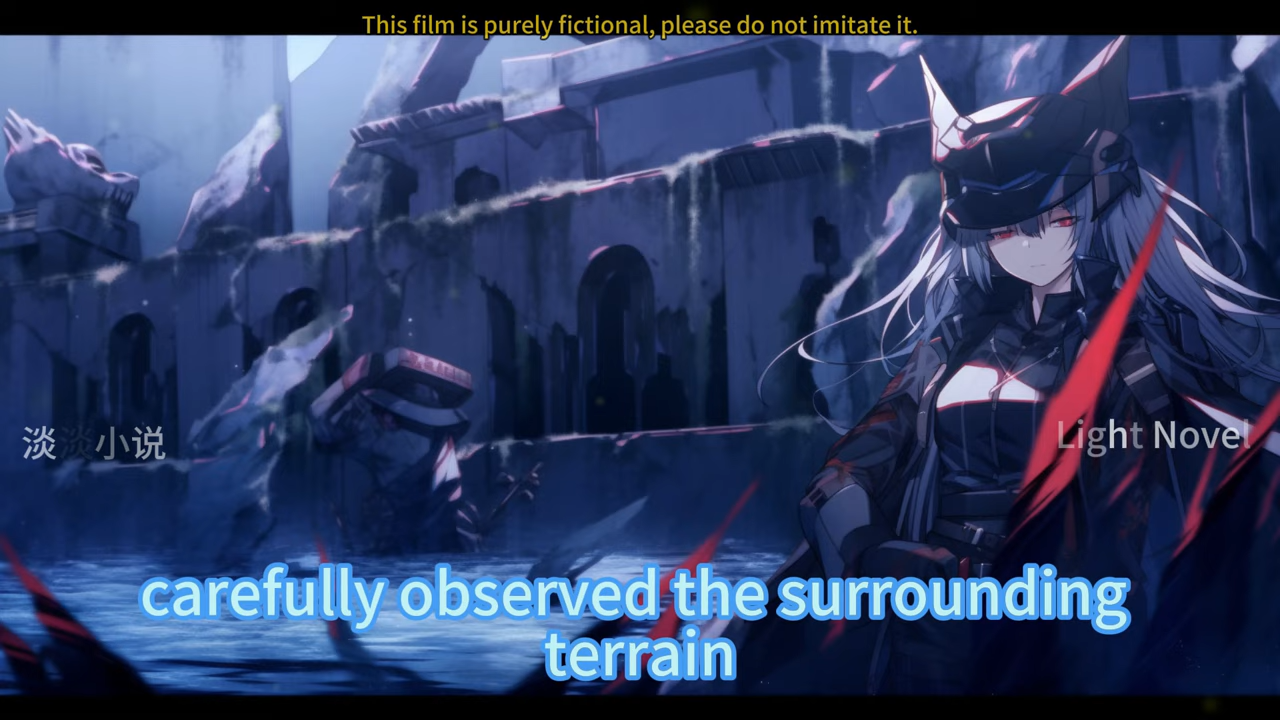 This film is purely fictional, please do not imitate it.
淡淡小说
Light Novel
carefully observed the surrounding
terrain